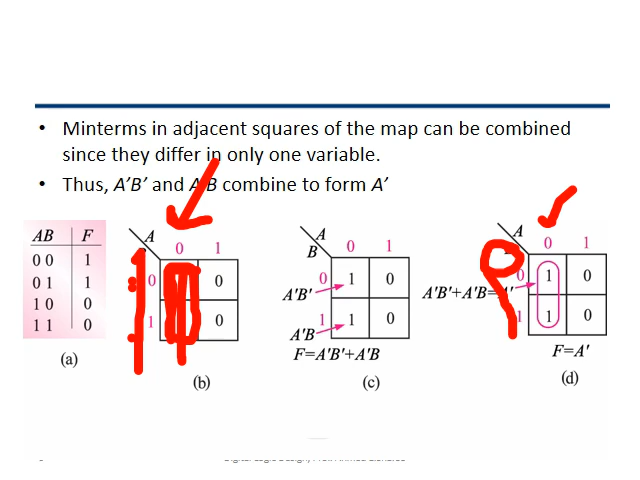 • Minterms in adjacent squares of the map can be combined
since they differ in only one variable.
• Thus, A'B' and A'B combine to form A'
AB F
0 0 1
0 1 1
1 0 0
1 1 0
(a)
A
0 1
0 0
1 0
(b)
A
B 0 1
0 1 0
A'B'
1 1 0
A'B
F=A'B'+A'B
(c)
A
0 1
0 1 0
A'B'+A'B=A'
1 1 0
F=A'
(d)